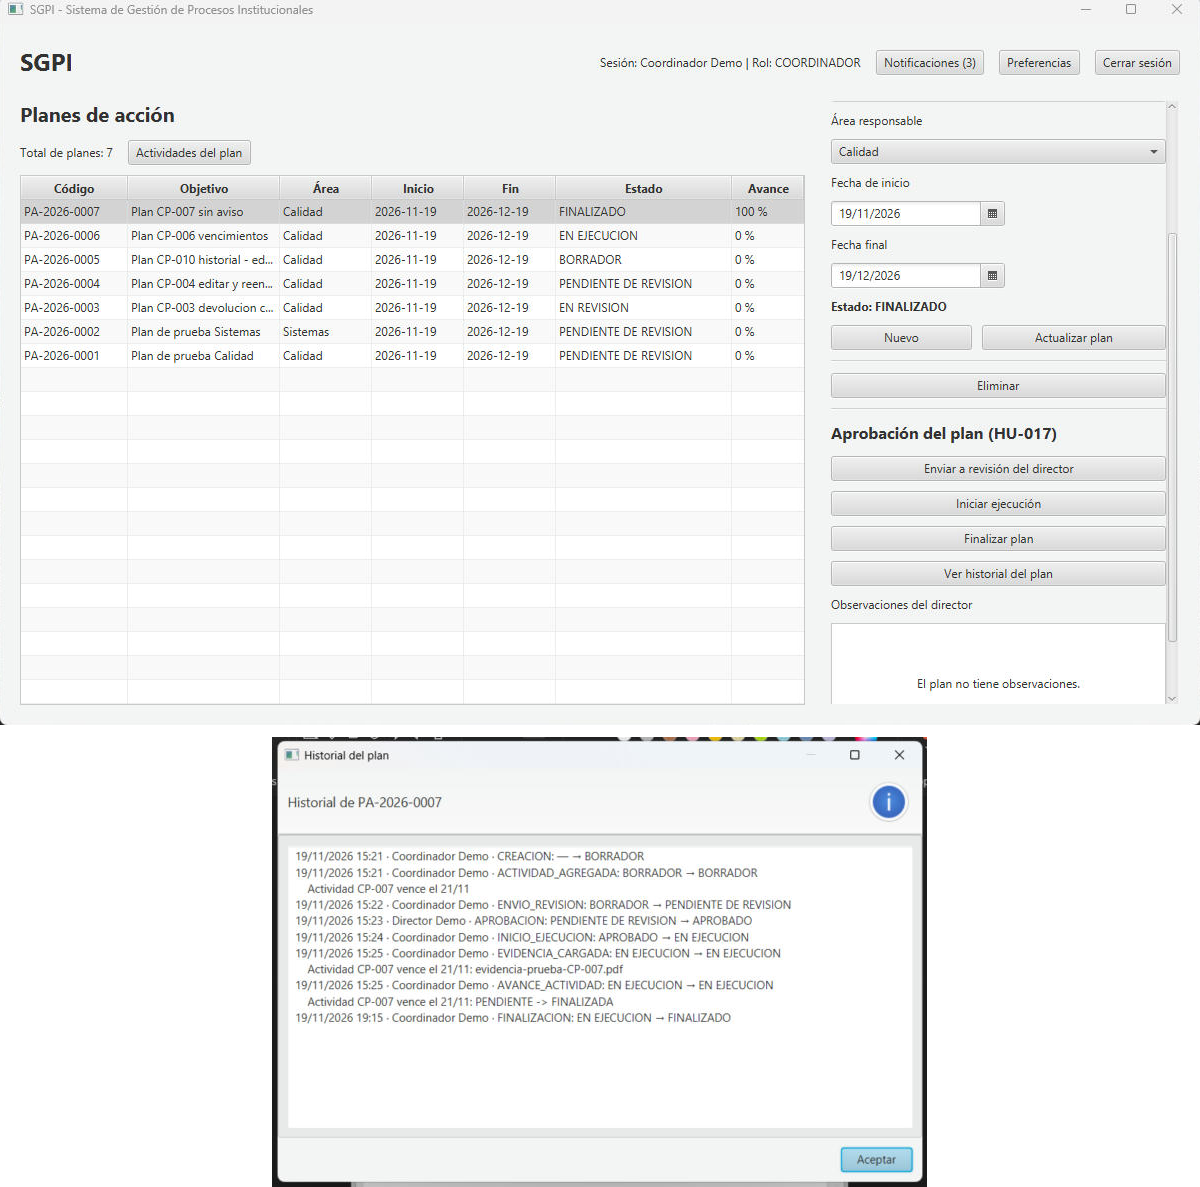 SGPI - Sistema de Gestión de Procesos Institucionales
SGPI
Sesión: Coordinador Demo | Rol: COORDINADOR
Notificaciones (3)
Preferencias
Cerrar sesión
Planes de acción
Total de planes: 7
Actividades del plan
Código Objetivo Área Inicio Fin Estado Avance
PA-2026-0007 Plan CP-007 sin aviso Calidad 2026-11-19 2026-12-19 FINALIZADO 100 %
PA-2026-0006 Plan CP-006 vencimientos Calidad 2026-11-19 2026-12-19 EN EJECUCION 0 %
PA-2026-0005 Plan CP-010 historial - ed... Calidad 2026-11-19 2026-12-19 BORRADOR 0 %
PA-2026-0004 Plan CP-004 editar y reen... Calidad 2026-11-19 2026-12-19 PENDIENTE DE REVISION 0 %
PA-2026-0003 Plan CP-003 devolucion c... Calidad 2026-11-19 2026-12-19 EN REVISION 0 %
PA-2026-0002 Plan de prueba Sistemas Sistemas 2026-11-19 2026-12-19 PENDIENTE DE REVISION 0 %
PA-2026-0001 Plan de prueba Calidad Calidad 2026-11-19 2026-12-19 PENDIENTE DE REVISION 0 %
Área responsable
Calidad
Fecha de inicio
19/11/2026
Fecha final
19/12/2026
Estado: FINALIZADO
Nuevo
Actualizar plan
Eliminar
Aprobación del plan (HU-017)
Enviar a revisión del director
Iniciar ejecución
Finalizar plan
Ver historial del plan
Observaciones del director
El plan no tiene observaciones.
Historial del plan
Historial de PA-2026-0007
19/11/2026 15:21 · Coordinador Demo · CREACION: — → BORRADOR
19/11/2026 15:21 · Coordinador Demo · ACTIVIDAD_AGREGADA: BORRADOR → BORRADOR
Actividad CP-007 vence el 21/11
19/11/2026 15:22 · Coordinador Demo · ENVIO_REVISION: BORRADOR → PENDIENTE DE REVISION
19/11/2026 15:23 · Director Demo · APROBACION: PENDIENTE DE REVISION → APROBADO
19/11/2026 15:24 · Coordinador Demo · INICIO_EJECUCION: APROBADO → EN EJECUCION
19/11/2026 15:25 · Coordinador Demo · EVIDENCIA_CARGADA: EN EJECUCION → EN EJECUCION
Actividad CP-007 vence el 21/11: evidencia-prueba-CP-007.pdf
19/11/2026 15:25 · Coordinador Demo · AVANCE_ACTIVIDAD: EN EJECUCION → EN EJECUCION
Actividad CP-007 vence el 21/11: PENDIENTE -> FINALIZADA
19/11/2026 19:15 · Coordinador Demo · FINALIZACION: EN EJECUCION → FINALIZADO
Aceptar